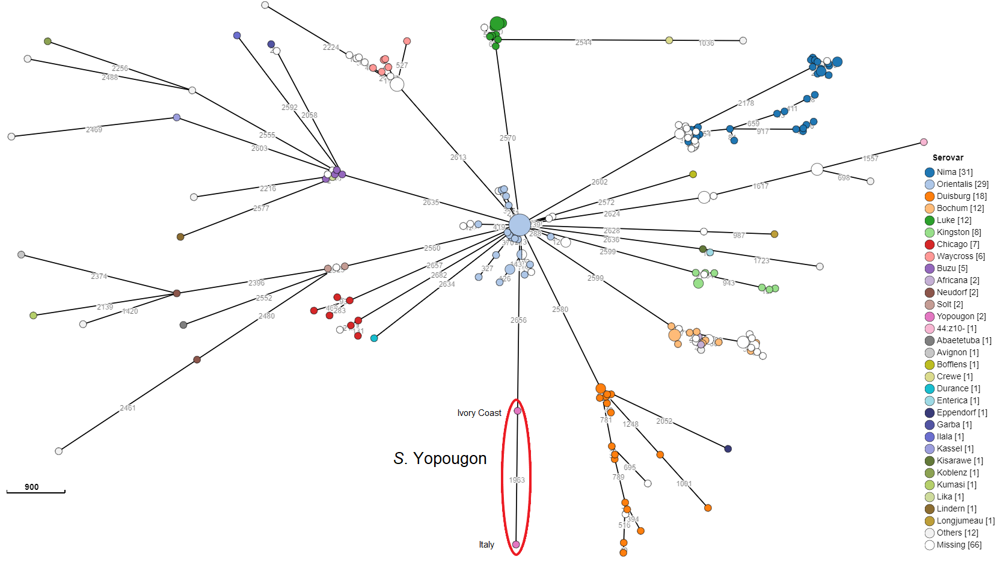 2224
527
2544
1036
2256
2488
2592
2058
2178
411
659
917
2469
2555
2603
2570
2613
2602
1557
698
1617
2216
2577
2635
2572
2624
2628
987
2636
2599
1723
419
288
327
126
943
2560
2657
2682
2634
2374
2396
2139
1420
2552
2480
283
2599
2656
2580
2461
781
1248
2052
695
789
1001
394
516
1963
900
Ivory Coast
S. Yopougon
Italy
Serovar
Nima [31]
Orientalis [29]
Duisburg [18]
Bochum [12]
Luke [12]
Kingston [8]
Chicago [7]
Waycross [6]
Buzu [5]
Africana [2]
Neudorf [2]
Solt [2]
Yopougon [2]
44:z10- [1]
Abaetetuba [1]
Avignon [1]
Bofflens [1]
Crewe [1]
Durance [1]
Enterica [1]
Eppendorf [1]
Garba [1]
Ilala [1]
Kassel [1]
Kisarawe [1]
Koblenz [1]
Kumasi [1]
Lika [1]
Lindern [1]
Longjumeau [1]
Others [12]
Missing [66]